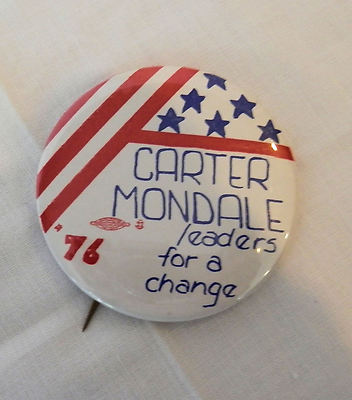 CARTER
MONDALE
leaders
for a
change
'76